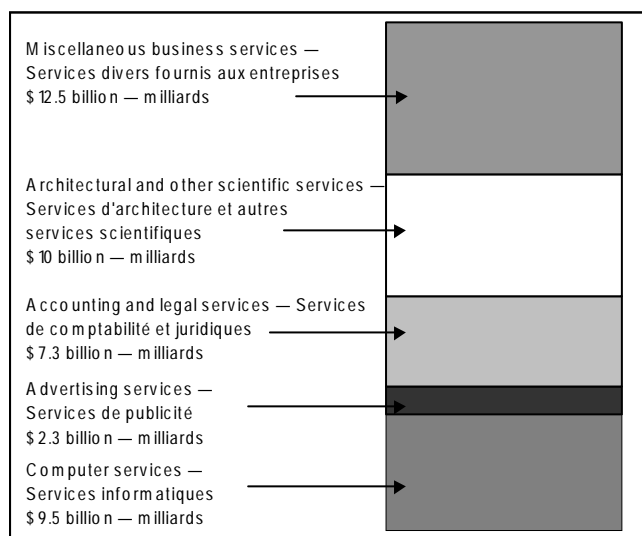 Miscellaneous business services —
Services divers fournis aux entreprises
$12.5 billion — milliards
Architectural and other scientific services —
Services d'architecture et autres
services scientifiques
$10 billion — milliards
Accounting and legal services — Services
de comptabilité et juridiques
$7.3 billion — milliards
Advertising services —
Services de publicité
$2.3 billion — milliards
Computer services —
Services informatiques
$9.5 billion — milliards